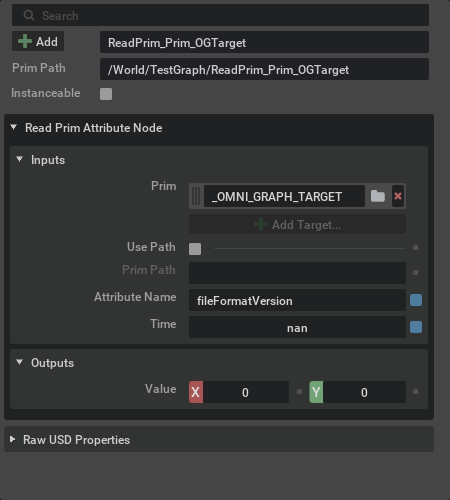 Search
Add
ReadPrim_Prim_OGTarget
Prim Path
/World/TestGraph/ReadPrim_Prim_OGTarget
Instanceable
Read Prim Attribute Node
Inputs
Prim
_OMNI_GRAPH_TARGET
Add Target...
Use Path
Prim Path
Attribute Name
fileFormatVersion
Time
nan
Outputs
Value
X
0
Y
0
Raw USD Properties